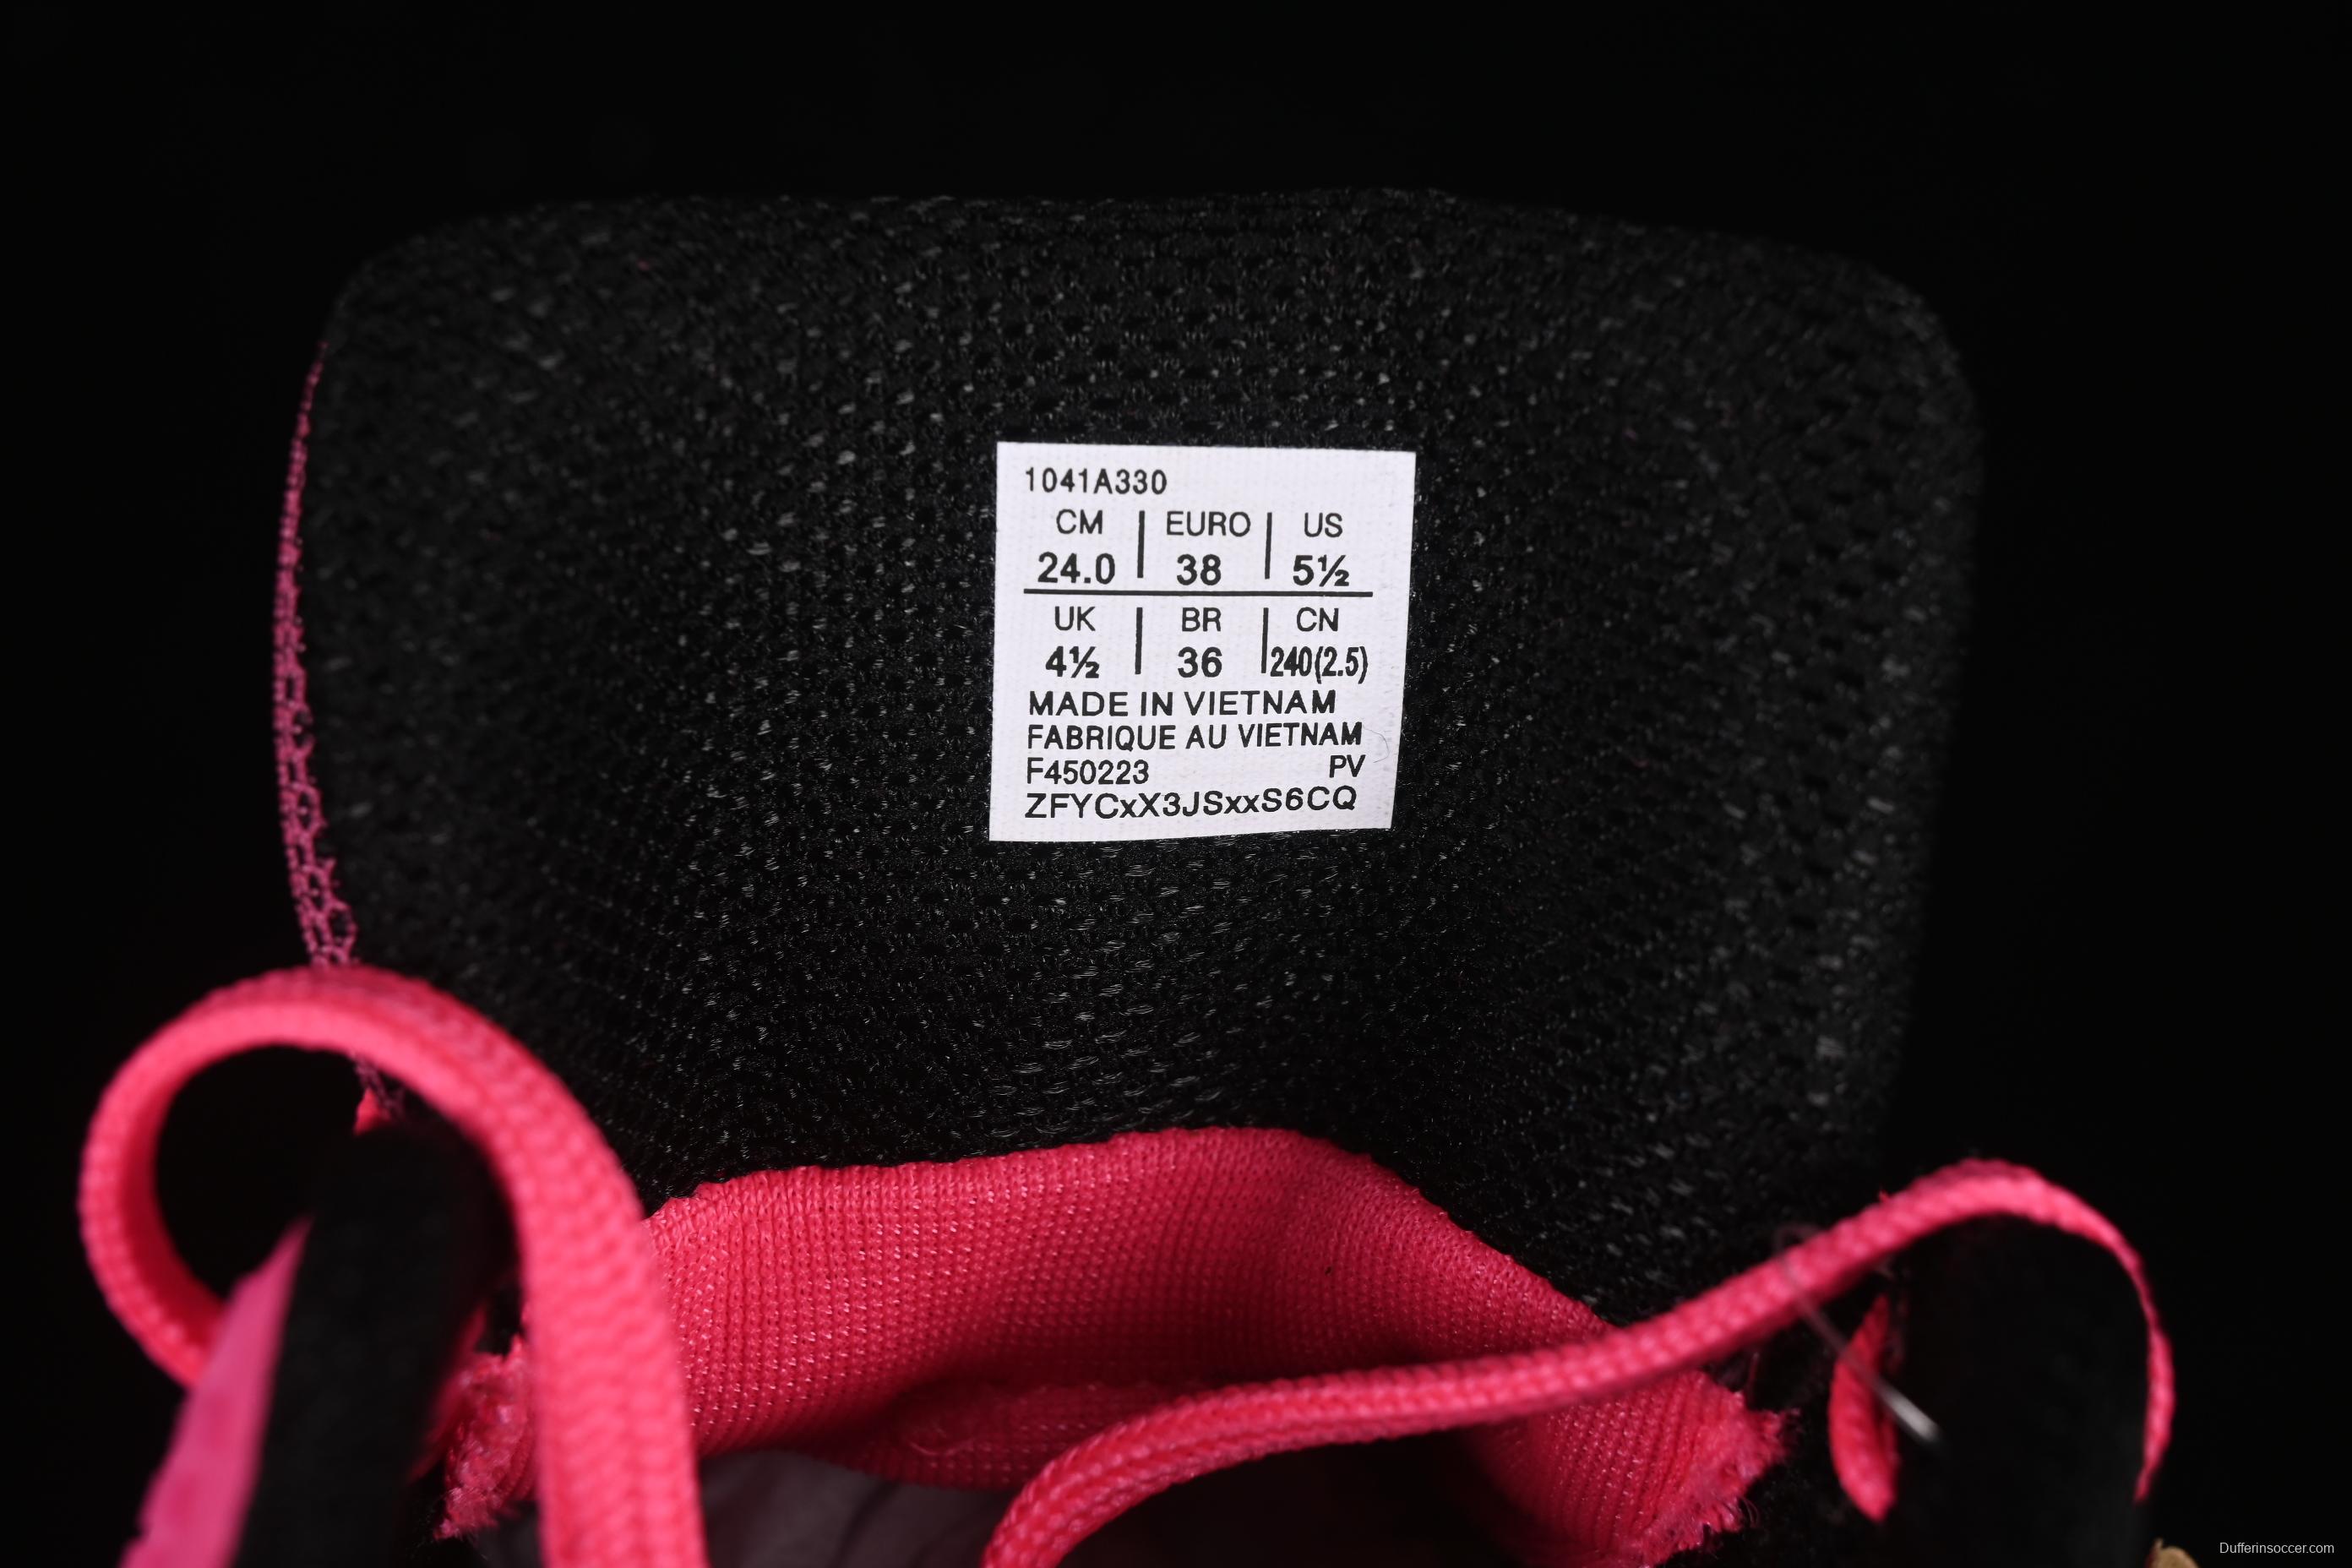 1041A330
CM EURO US
24.0 38 5½
UK BR CN
4½ 36 240(2.5)
MADE IN VIETNAM
FABRIQUE AU VIETNAM
F450223 PV
ZFYCxX3JSxxS6CQ
Dufferinsoccer.com